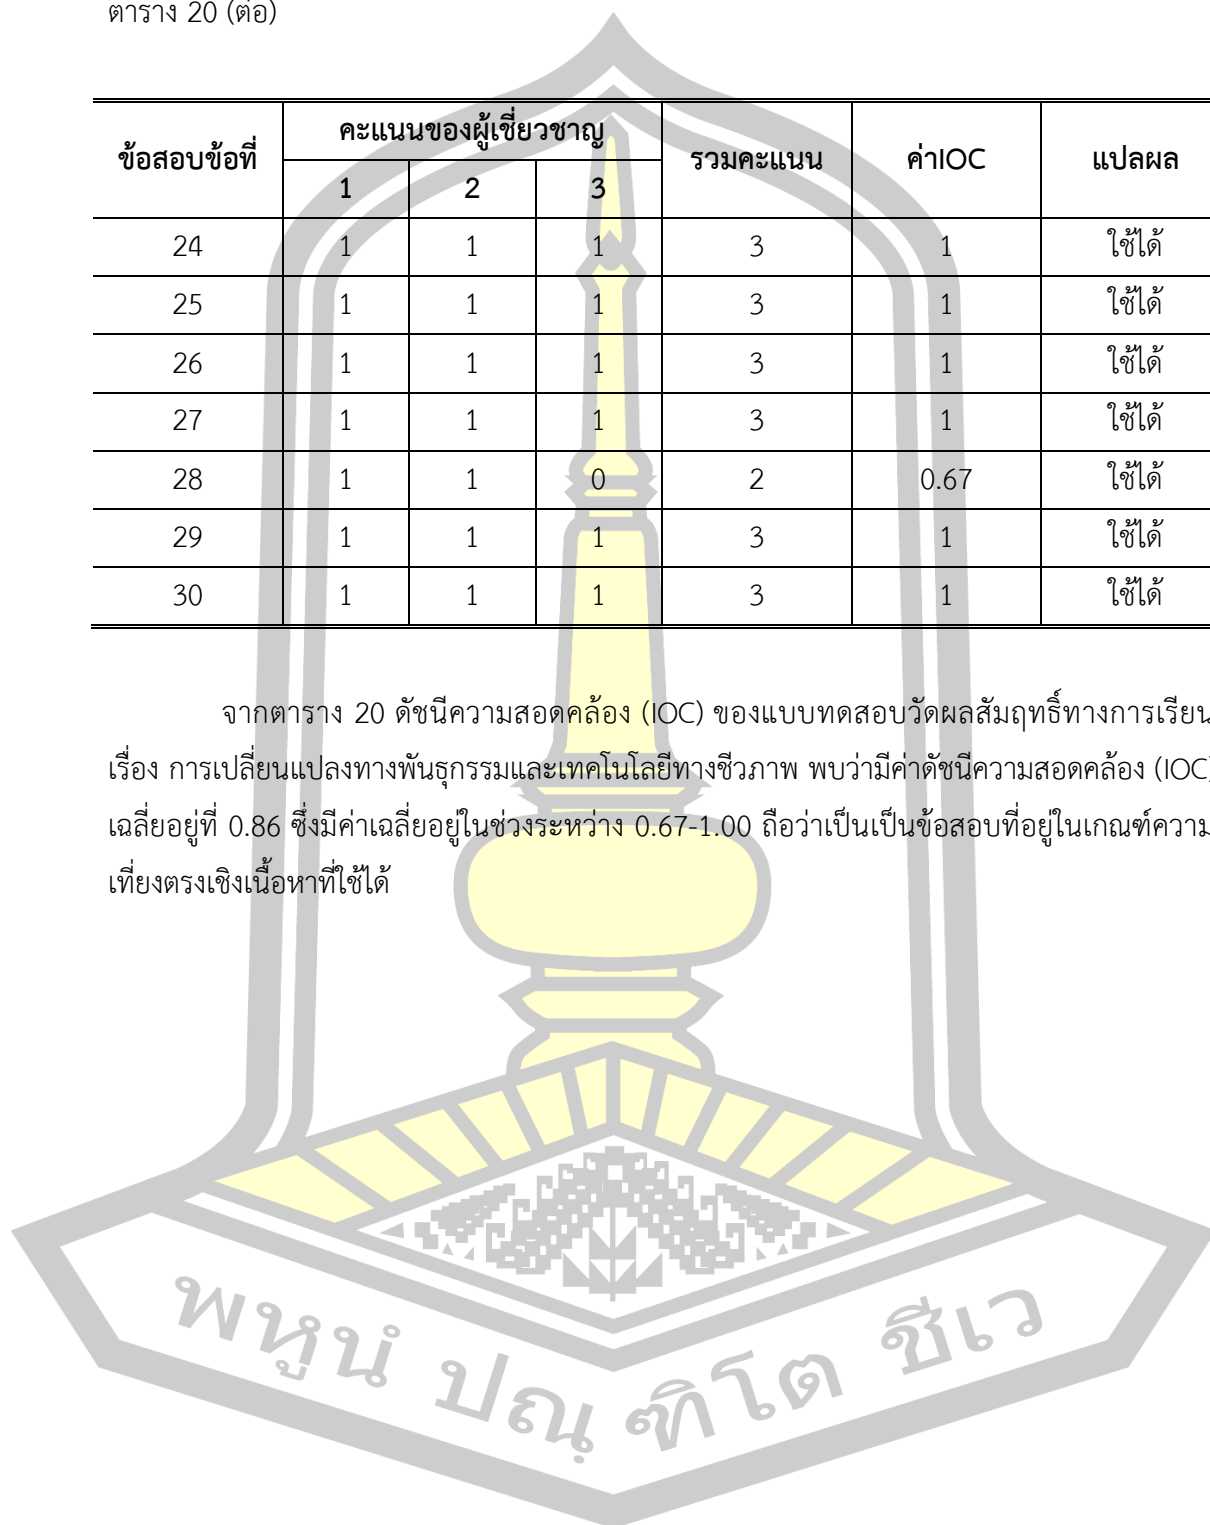 ตาราง 20 (ต่อ)
ข้อสอบข้อที่ คะแนนของผู้เชี่ยวชาญ รวมคะแนน ค่าIOC แปลผล
1 2 3
24 1 1 1 3 1 ใช้ได้
25 1 1 1 3 1 ใช้ได้
26 1 1 1 3 1 ใช้ได้
27 1 1 1 3 1 ใช้ได้
28 1 1 0 2 0.67 ใช้ได้
29 1 1 1 3 1 ใช้ได้
30 1 1 1 3 1 ใช้ได้
จากตาราง 20 ดัชนีความสอดคล้อง (IOC) ของแบบทดสอบวัดผลสัมฤทธิ์ทางการเรียน
เรื่อง การเปลี่ยนแปลงทางพันธุกรรมและเทคโนโลยีทางชีวภาพ พบว่ามีค่าดัชนีความสอดคล้อง (IOC)
เฉลี่ยอยู่ที่ 0.86 ซึ่งมีค่าเฉลี่ยอยู่ในช่วงระหว่าง 0.67-1.00 ถือว่าเป็นเป็นข้อสอบที่อยู่ในเกณฑ์ความ
เที่ยงตรงเชิงเนื้อหาที่ใช้ได้
พหูนํ ปณฺ ฑิโต ชีเว